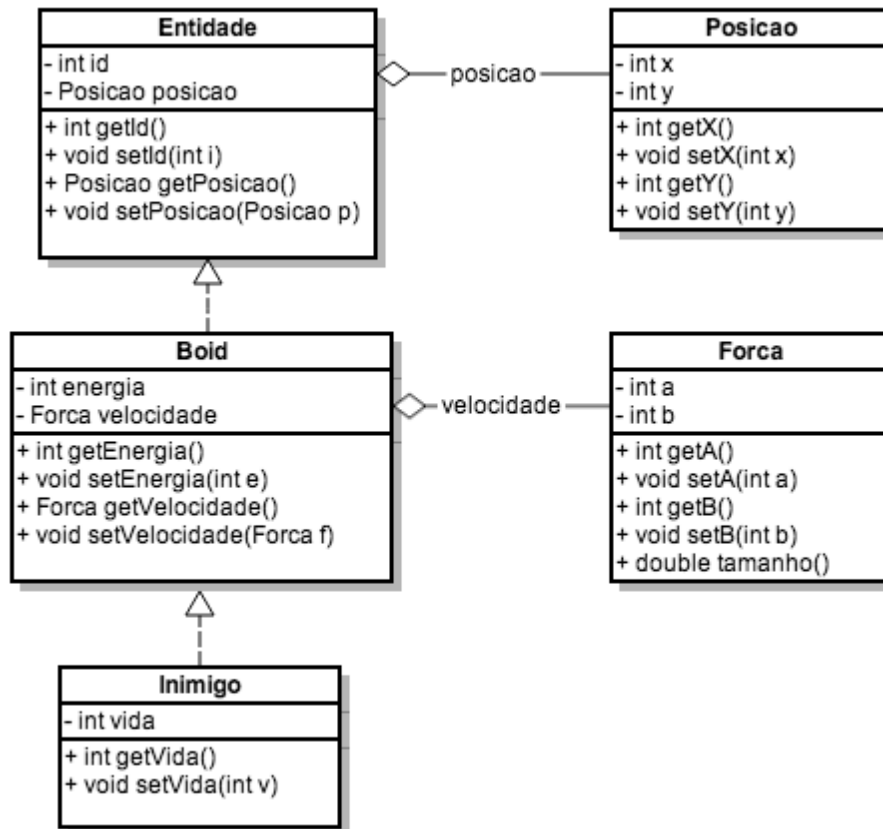 Entidade
- int id
- Posicao posicao
+ int getId()
+ void setId(int i)
+ Posicao getPosicao()
+ void setPosicao(Posicao p)
posicao
Posicao
- int x
- int y
+ int getX()
+ void setX(int x)
+ int getY()
+ void setY(int y)
Boid
- int energia
- Forca velocidade
+ int getEnergia()
+ void setEnergia(int e)
+ Forca getVelocidade()
+ void setVelocidade(Forca f)
velocidade
Forca
- int a
- int b
+ int getA()
+ void setA(int a)
+ int getB()
+ void setB(int b)
+ double tamanho()
Inimigo
- int vida
+ int getVida()
+ void setVida(int v)